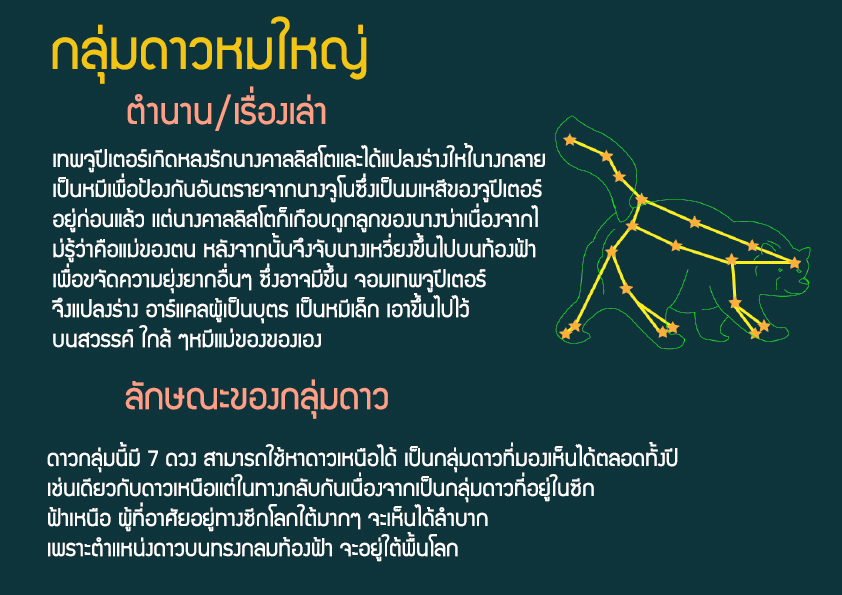 กลุ่มดาวหมีใหญ่
ตำนาน/เรื่องเล่า
เทพจูปีเตอร์เกิดหลงรักนางคาลลิสโตและได้แปลงร่างให้นางกลาย
เป็นหมีเพื่อป้องกันอันตรายจากนางจูโนซึ่งเป็นมเหสีของจูปีเตอร์
อยู่ก่อนแล้ว แต่นางคาลลิสโตก็เกือบถูกลูกของนางฆ่าเนื่องจากไ
ม่รู้ว่าคือแม่ของตน หลังจากนั้นจึงจับนางเหวี่ยงขึ้นไปบนท้องฟ้า
เพื่อขจัดความยุ่งยากอื่นๆ ซึ่งอาจมีขึ้น จอมเทพจูปีเตอร์
จึงแปลงร่าง อาร์แคลผู้เป็นบุตร เป็นหมีเล็ก เอาขึ้นไปไว้
บนสวรรค์ ใกล้ ๆหมีแม่ของของเอง
ลักษณะของกลุ่มดาว
ดาวกลุ่มนี้มี 7 ดวง สามารถใช้หาดาวเหนือได้ เป็นกลุ่มดาวที่มองเห็นได้ตลอดทั้งปี
เช่นเดียวกับดาวเหนือแต่ในทางกลับกันเนื่องจากเป็นกลุ่มดาวที่อยู่ในซีก
ฟ้าเหนือ ผู้ที่อาศัยอยู่ทางซีกโลกใต้มากๆ จะเห็นได้ลำบาก
เพราะตำแหน่งดาวบนทรงกลมท้องฟ้า จะอยู่ใต้พื้นโลก